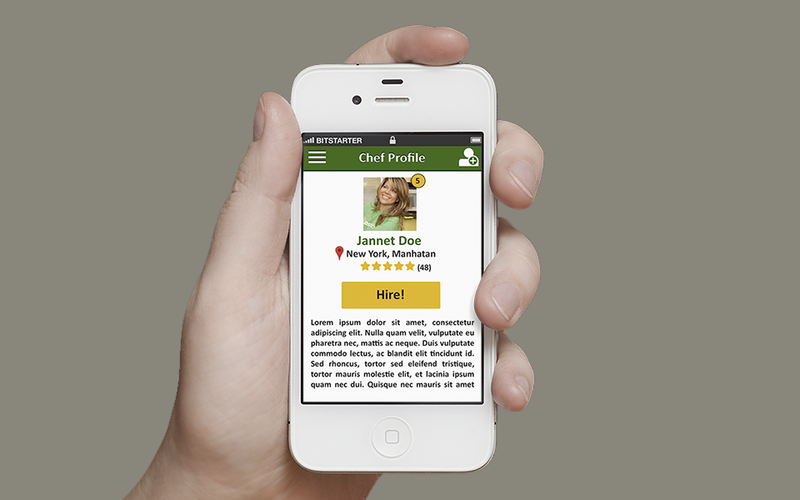 BITSTARTER
Chef Profile
5
Jannet Doe
New York, Manhatan
(48)
Hire!
Lorem ipsum dolor sit amet, consectetur
adipiscing elit. Nulla quam velit, vulputate eu
pharetra nec, mattis ac neque. Duis vulputate
commodo lectus, ac blandit elit tincidunt id.
Sed rhoncus, tortor sed eleifend tristique,
tortor mauris molestie elit, et lacinia ipsum
quam nec dui. Quisque nec mauris sit amet